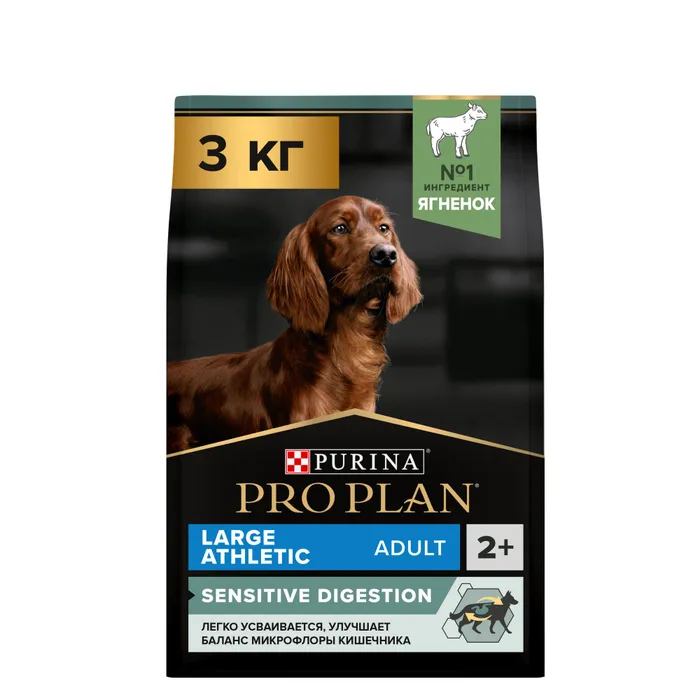 3 КГ
№1
ИНГРЕДИЕНТ
ЯГНЕНОК
PURINA
PRO PLAN
LARGE
ATHLETIC
ADULT
2+
SENSITIVE DIGESTION
ЛЕГКО УСВАИВАЕТСЯ, УЛУЧШАЕТ
БАЛАНС МИКРОФЛОРЫ КИШЕЧНИКА